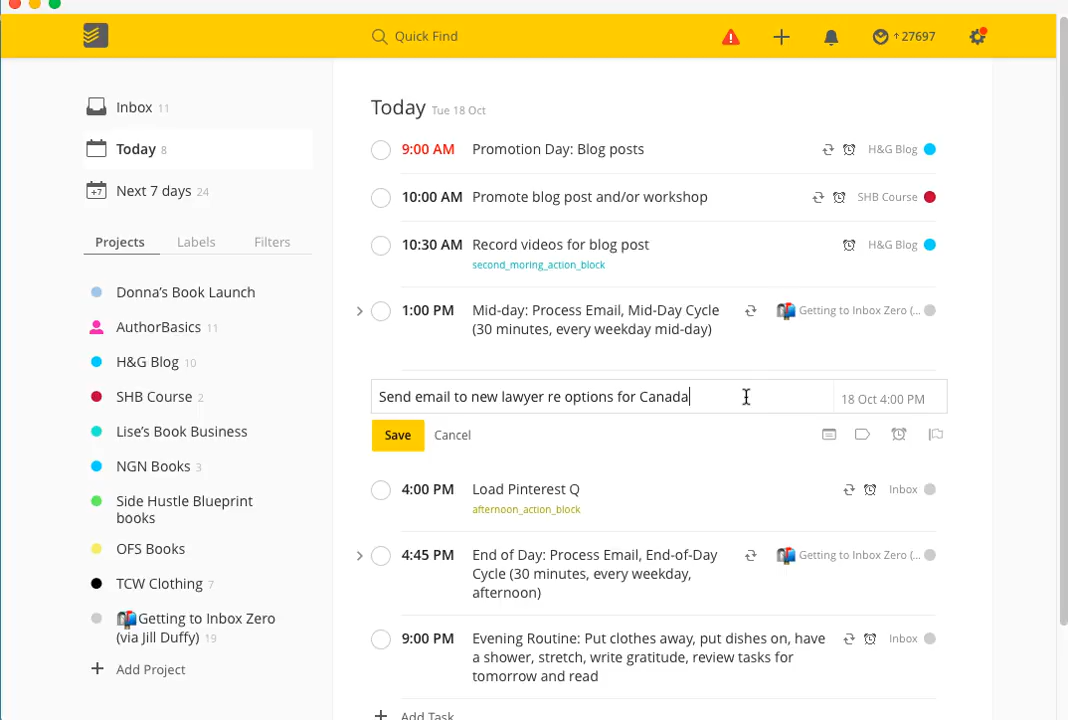 Quick Find
↑27697
Inbox 11
Today 8
+7 Next 7 days 24
Projects Labels Filters
Donna's Book Launch
AuthorBasics 11
H&G Blog 10
SHB Course 2
Lise's Book Business
NGN Books 3
Side Hustle Blueprint
books
OFS Books
TCW Clothing 7
Getting to Inbox Zero
(via Jill Duffy) 19
+ Add Project
Today Tue 18 Oct
9:00 AM Promotion Day: Blog posts H&G Blog
10:00 AM Promote blog post and/or workshop SHB Course
10:30 AM Record videos for blog post H&G Blog
second_moring_action_block
1:00 PM Mid-day: Process Email, Mid-Day Cycle Getting to Inbox Zero (...
(30 minutes, every weekday mid-day)
Send email to new lawyer re options for Canada 18 Oct 4:00 PM
Save Cancel
4:00 PM Load Pinterest Q Inbox
afternoon_action_block
4:45 PM End of Day: Process Email, End-of-Day Getting to Inbox Zero (...
Cycle (30 minutes, every weekday,
afternoon)
9:00 PM Evening Routine: Put clothes away, put dishes on, have Inbox
a shower, stretch, write gratitude, review tasks for
tomorrow and read
+ Add Task